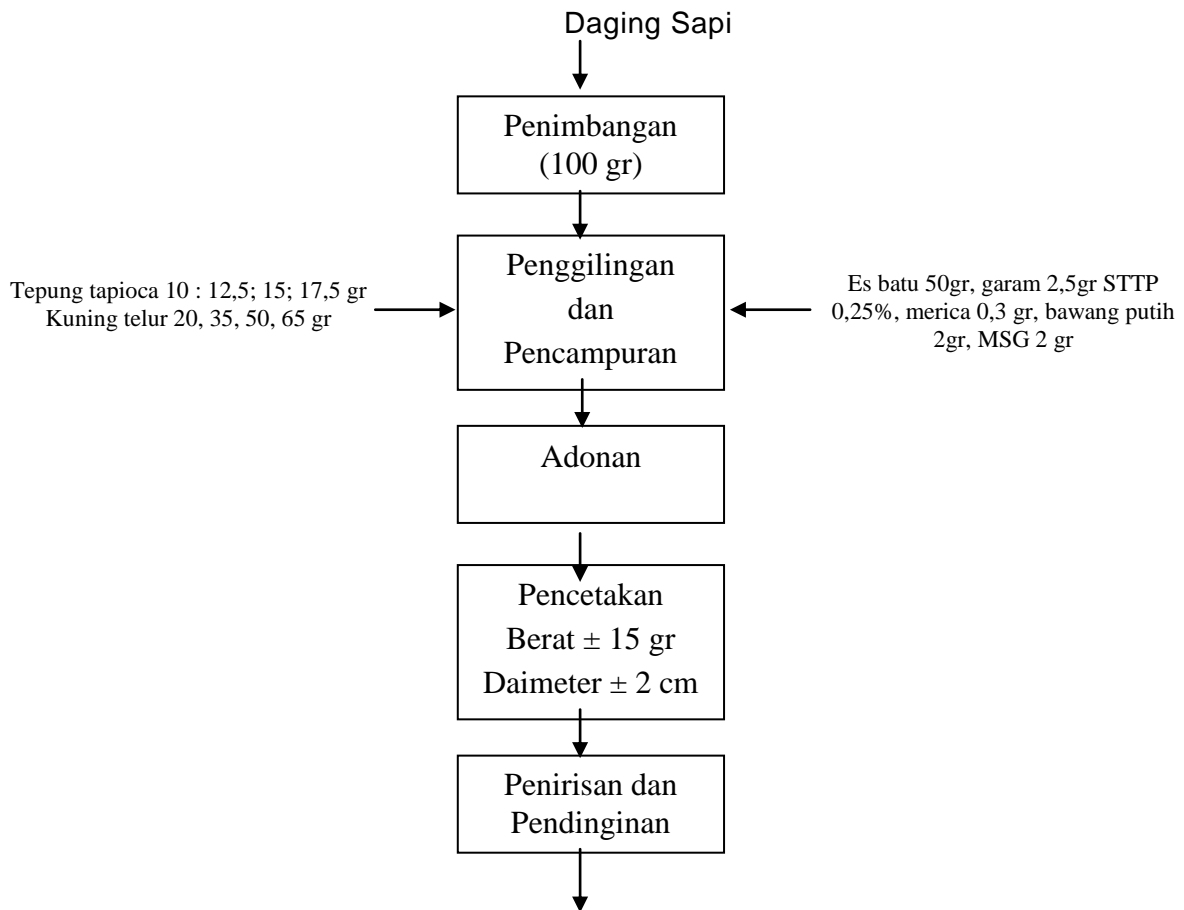 Daging Sapi
Penimbangan
(100 gr)
Penggilingan
dan
Pencampuran
Tepung tapioca 10 : 12,5; 15; 17,5 gr
Kuning telur 20, 35, 50, 65 gr
Es batu 50gr, garam 2,5gr STTP
0,25%, merica 0,3 gr, bawang putih
2gr, MSG 2 gr
Adonan
Pencetakan
Berat ± 15 gr
Daimeter ± 2 cm
Penirisan dan
Pendinginan